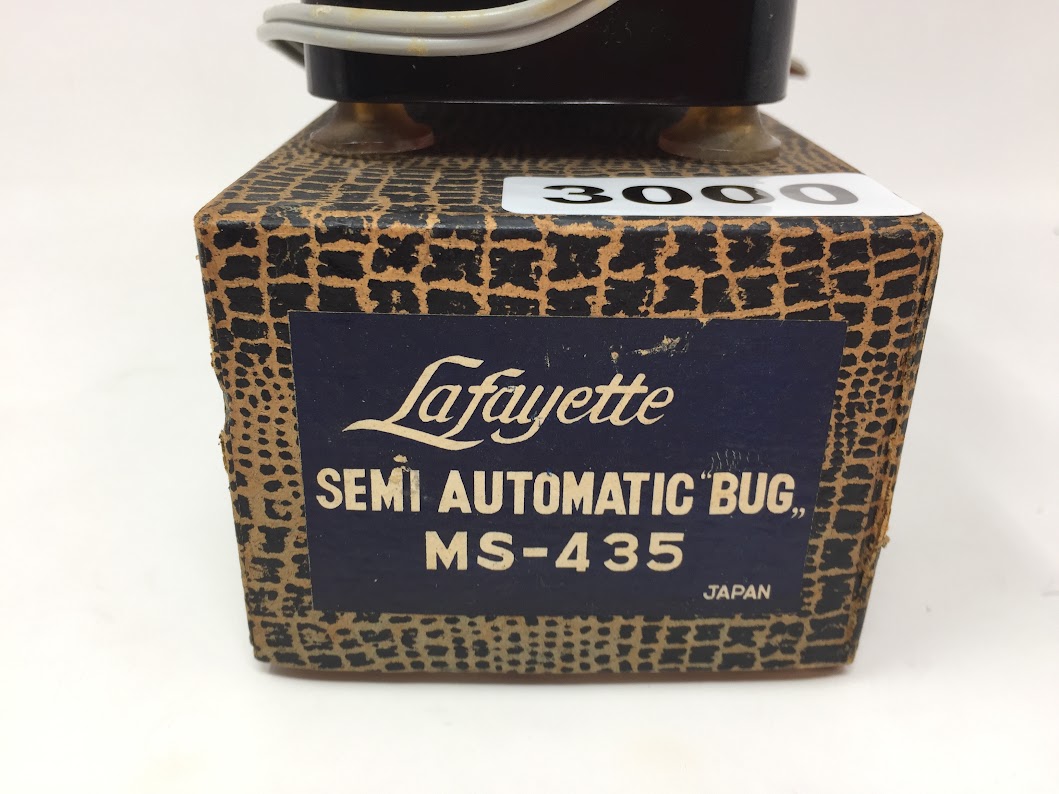 3000
Lafayette
SEMI AUTOMATIC “BUG„
MS-435
JAPAN